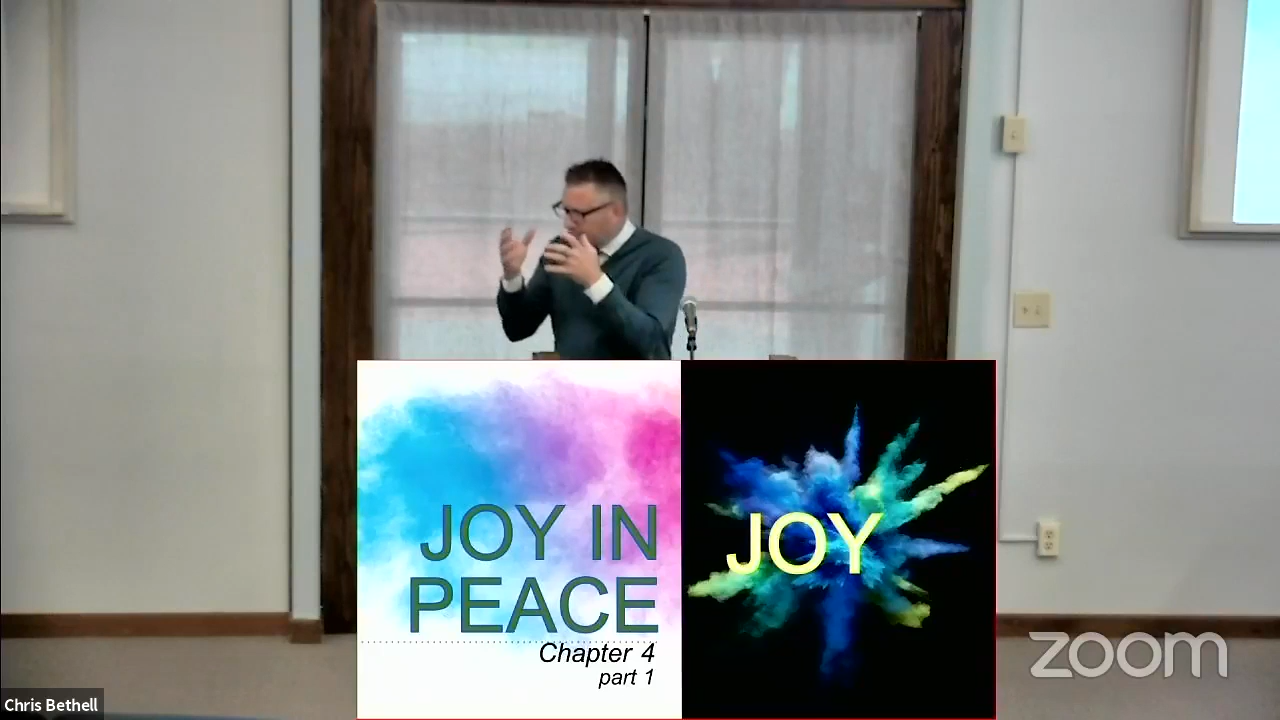 JOY IN
PEACE
Chapter 4
part 1
JOY
zoom
Chris Bethell